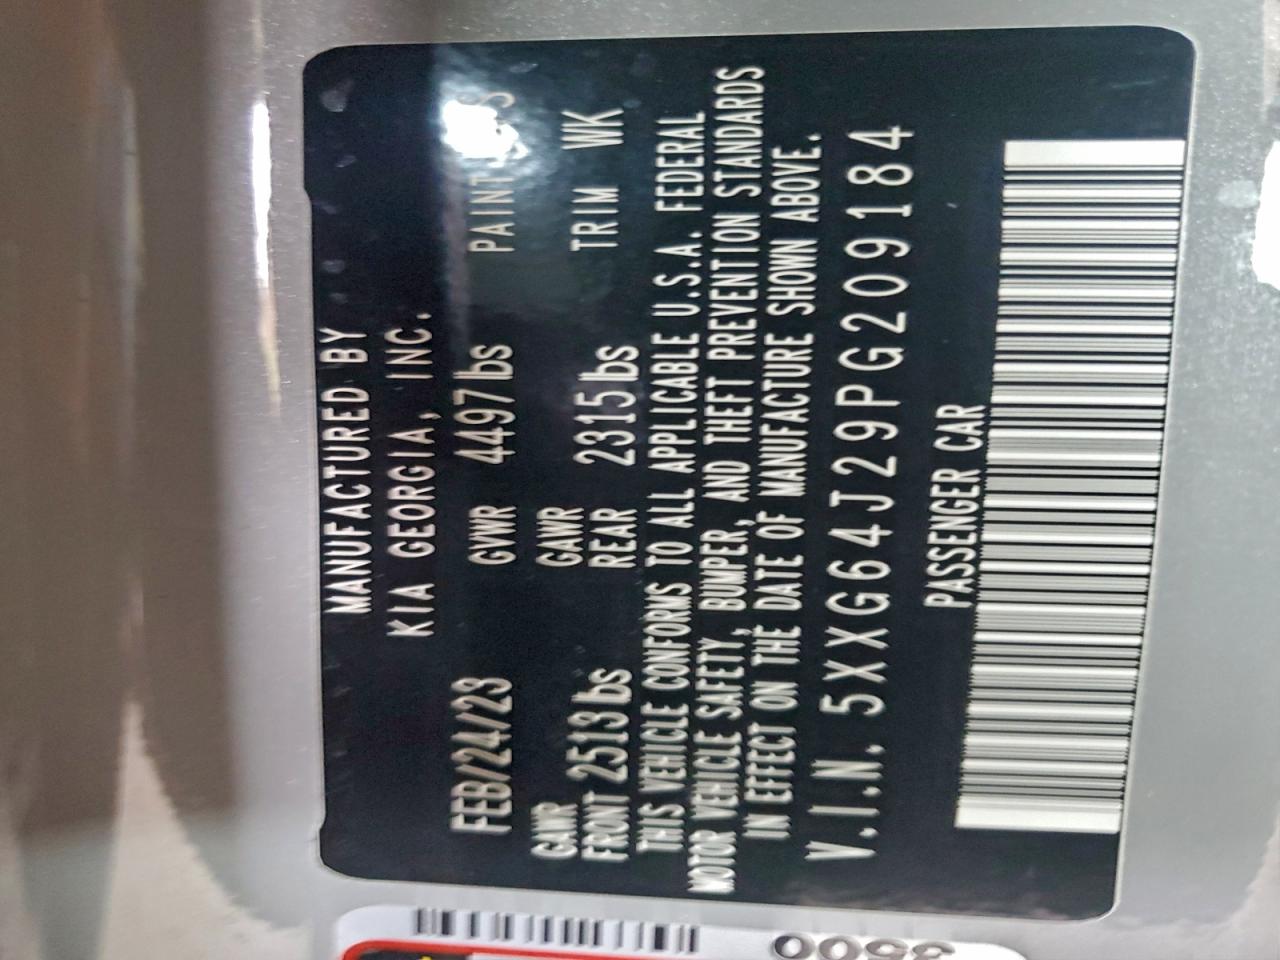 MANUFACTURED BY
KIA GEORGIA, INC.
FEB/24/23 GVWR 4497lbs PAINT
GAWR FRONT 2513lbs GAWR REAR 2315lbs TRIM WK
THIS VEHICLE CONFORMS TO ALL APPLICABLE U.S.A. FEDERAL
MOTOR VEHICLE SAFETY, BUMPER, AND THEFT PREVENTION STANDARDS
IN EFFECT ON THE DATE OF MANUFACTURE SHOWN ABOVE.
V.I.N. 5XXG64J29PG209184
PASSENGER CAR
3500